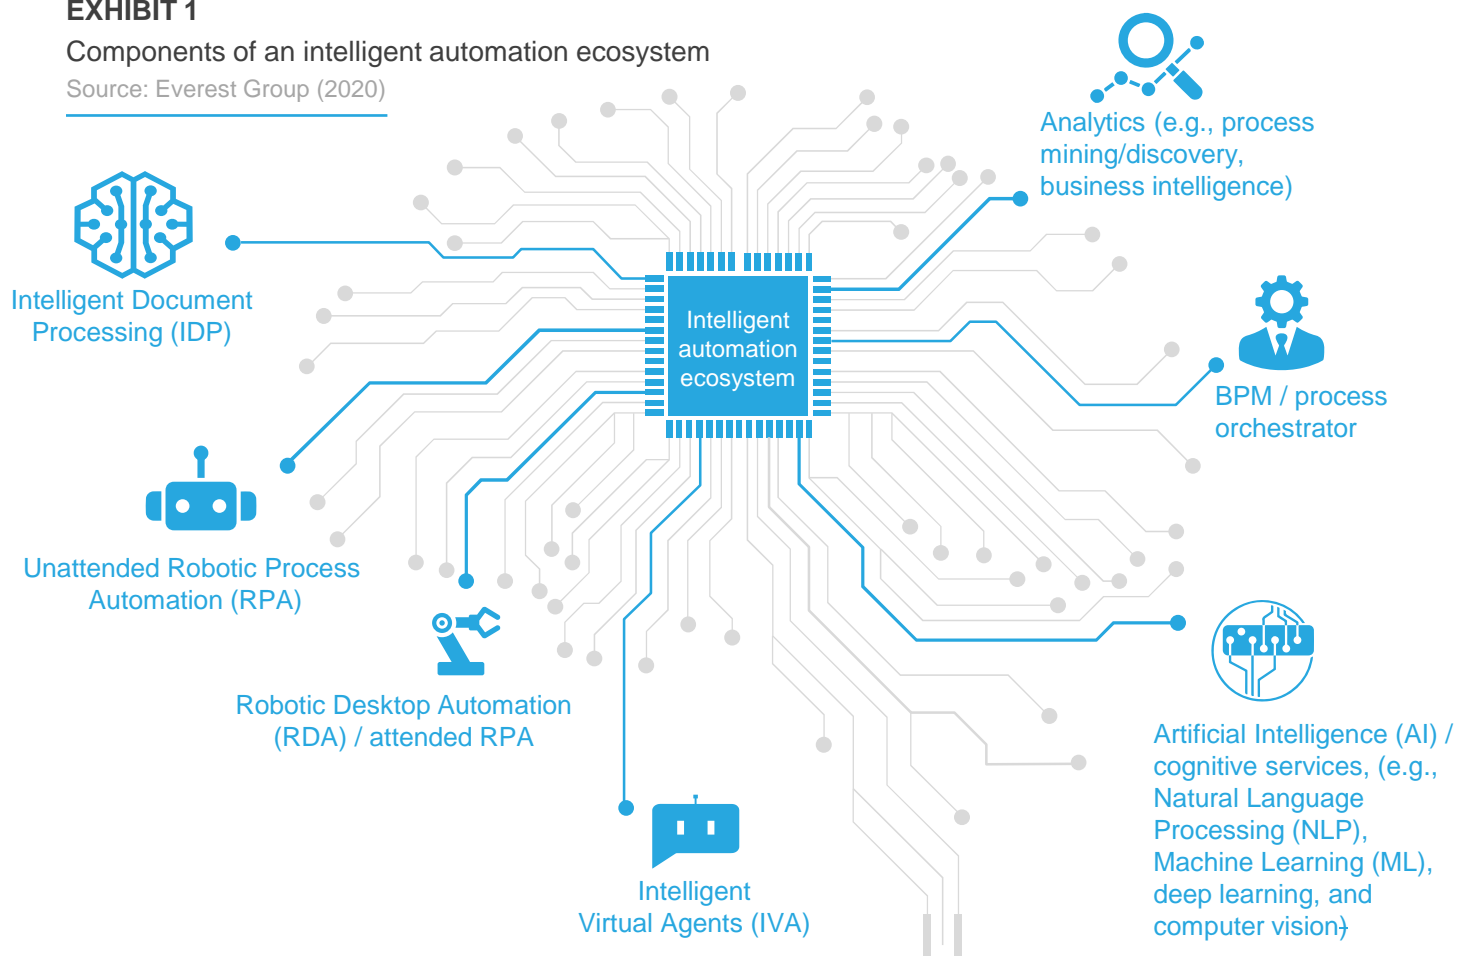 EXHIBIT 1
Components of an intelligent automation ecosystem
Source: Everest Group (2020)
Analytics (e.g., process
mining/discovery,
business intelligence)
Intelligent Document
Processing (IDP)
Intelligent
automation
ecosystem
BPM / process
orchestrator
Unattended Robotic Process
Automation (RPA)
Robotic Desktop Automation
(RDA) / attended RPA
Artificial Intelligence (AI) /
cognitive services, (e.g.,
Natural Language
Processing (NLP),
Machine Learning (ML),
deep learning, and
computer vision)
Intelligent
Virtual Agents (IVA)